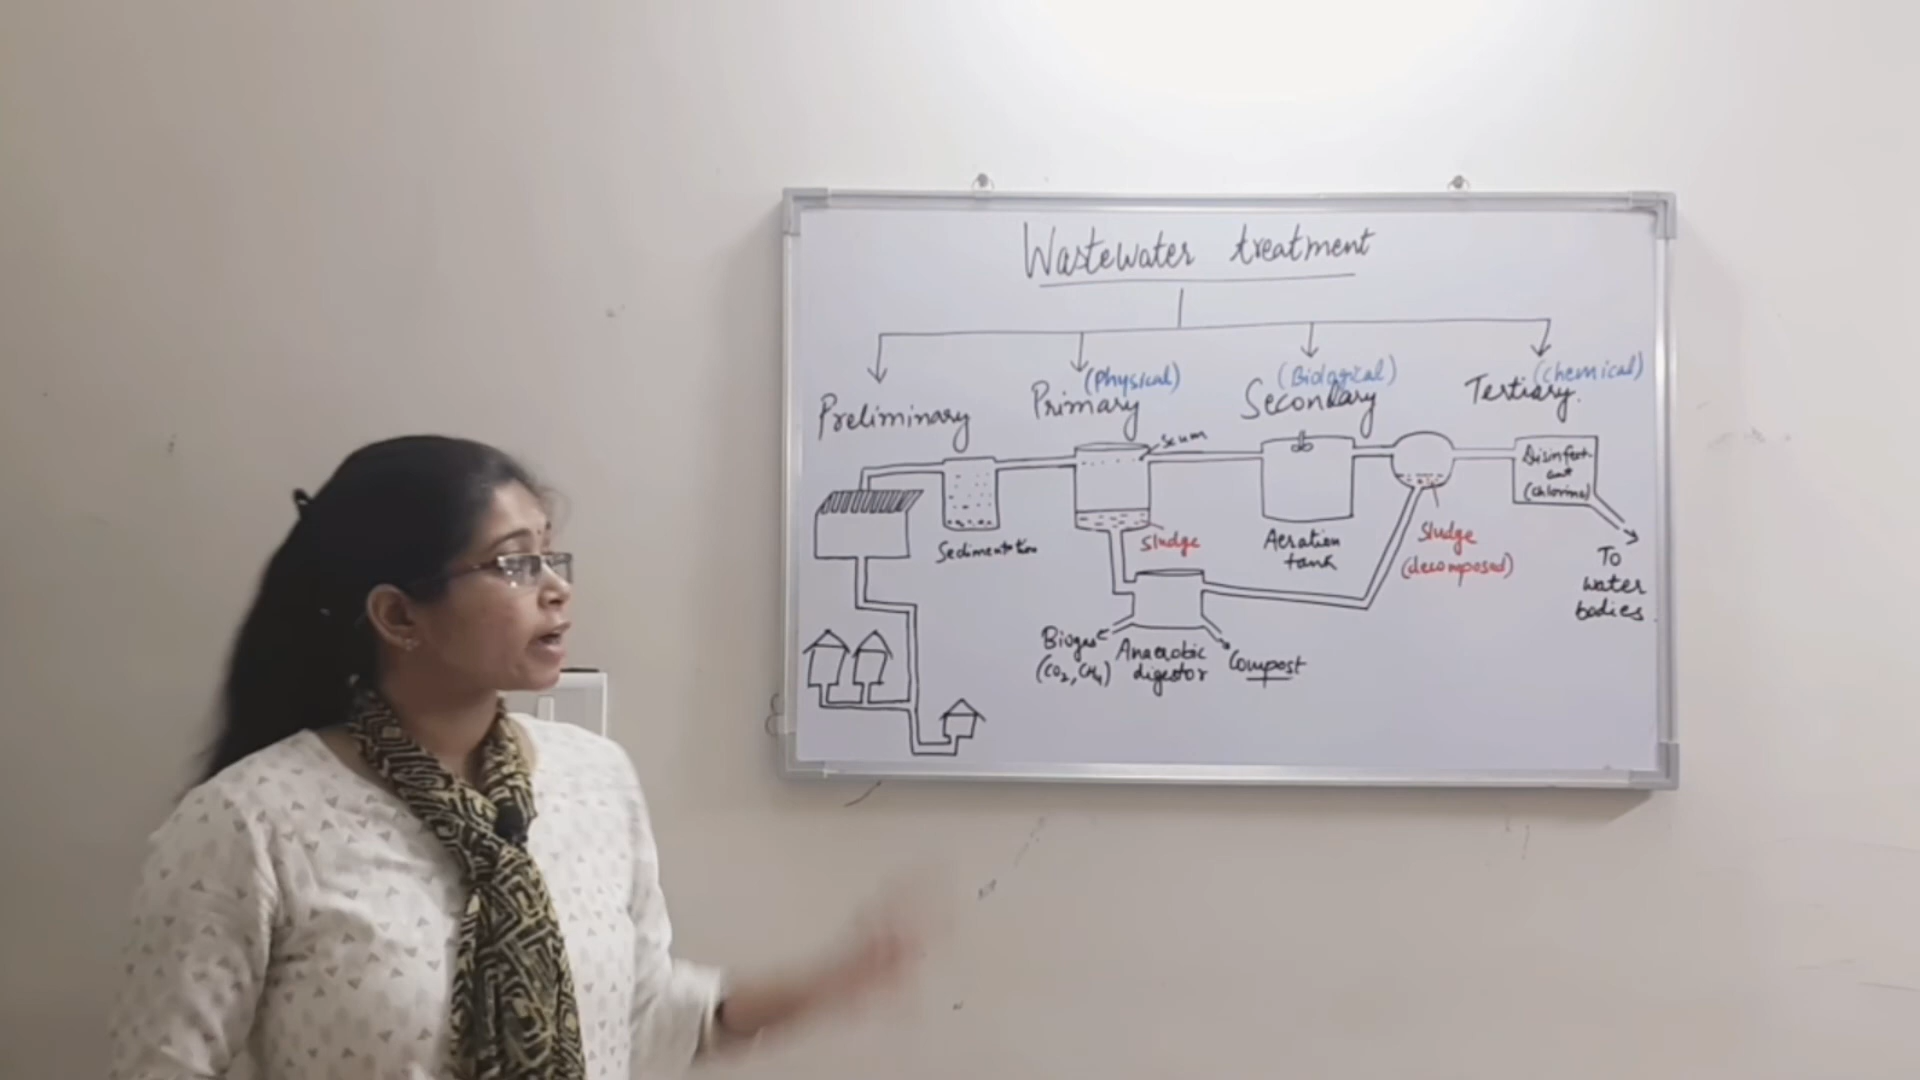 Wastewater treatment
Preliminary
(Physical)
Primary
(Biological)
Secondary
(chemical)
Tertiary.
Scum
Sedimentation
Sludge
Aeration
tank
Sludge
(decomposed)
Disinfect-
ant
(chlorine)
To
water
bodies.
Biogas
(CO₂, CH₄)
Anaerobic
digestor
Compost